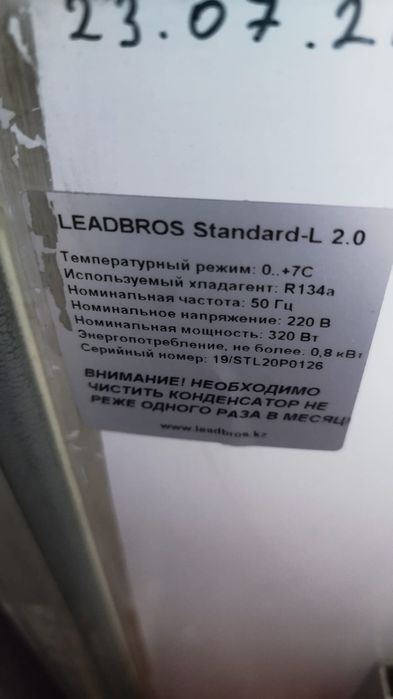 23.07.2
LEADBROS Standard-L 2.0
Температурный режим: 0..+7С
Используемый хладагент: R134a
Номинальная частота: 50 Гц
Номинальное напряжение: 220 В
Номинальная мощность: 320 Вт
Энергопотребление, не более: 0,8 кВт
Серийный номер: 19/STL20P0126
ВНИМАНИЕ! НЕОБХОДИМО
ЧИСТИТЬ КОНДЕНСАТОР НЕ
РЕЖЕ ОДНОГО РАЗА В МЕСЯЦ!
www.leadbros.kz